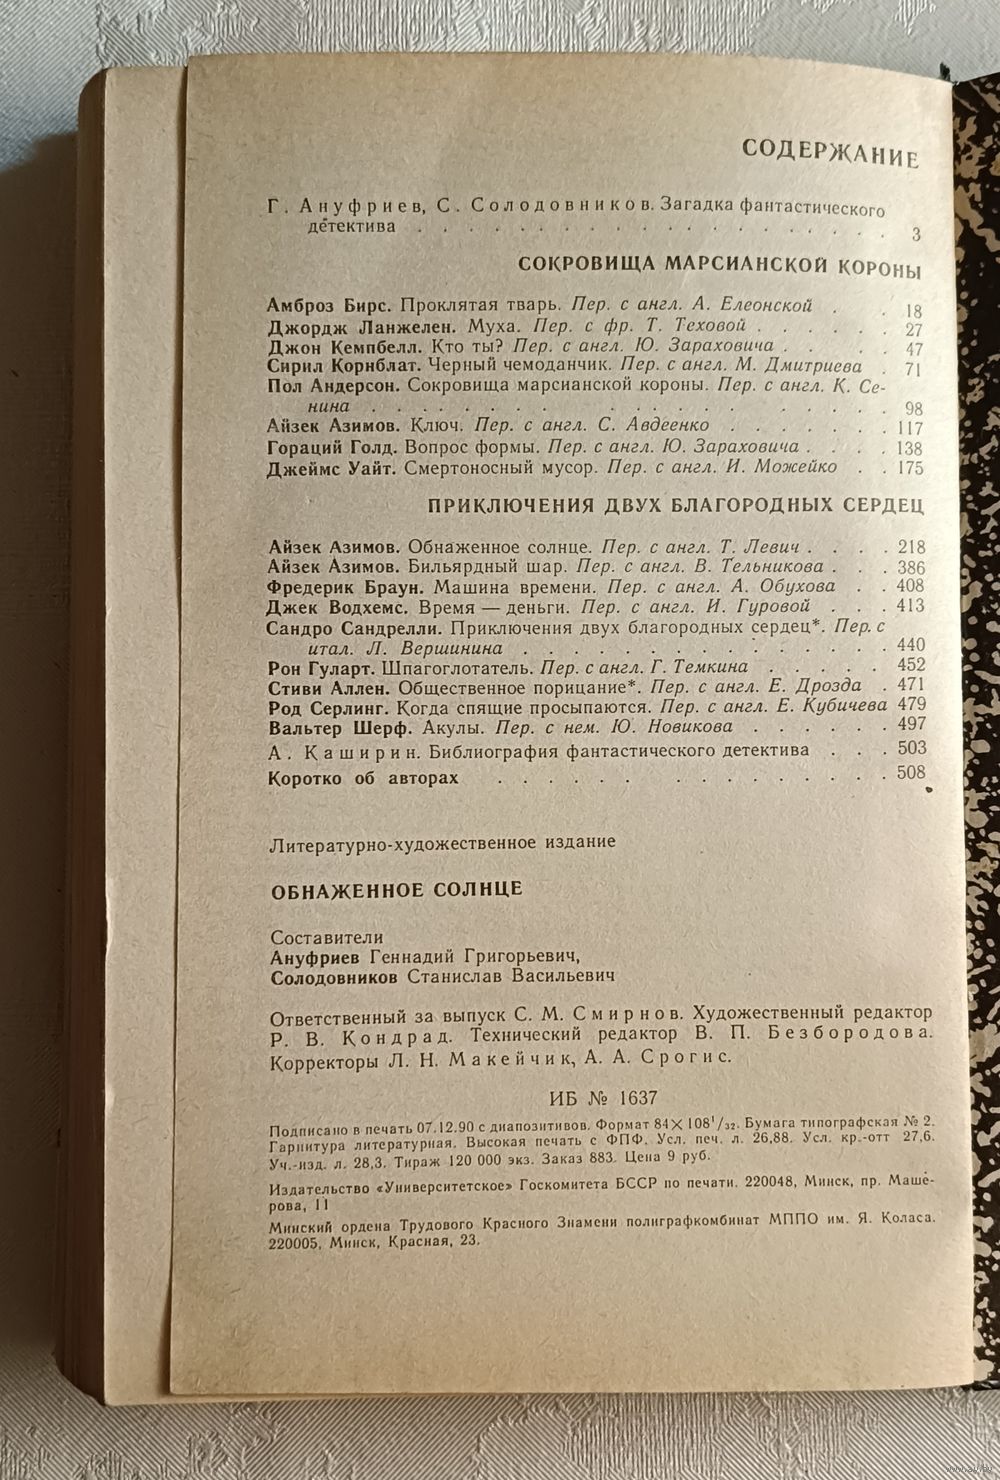 СОДЕРЖАНИЕ
Г. Ануфриев, С. Солодовников. Загадка фантастического
детектива . . . . . . . . . . . . . . . . 3
СОКРОВИЩА МАРСИАНСКОЙ КОРОНЫ
Амброз Бирс. Проклятая тварь. Пер. с англ. А. Елеонской . . 18
Джордж Ланжелен. Муха. Пер. с фр. Т. Теховой . . . . . . 27
Джон Кемпбелл. Кто ты? Пер. с англ. Ю. Зараховича . . . . 47
Сирил Корнблат. Черный чемоданчик. Пер. с англ. М. Дмитриева . 71
Пол Андерсон. Сокровища марсианской короны. Пер. с англ. К. Се-
нина . . . . . . . . . . . . . . . . 98
Айзек Азимов. Ключ. Пер. с англ. С. Авдеенко . . . . . . . 117
Гораций Голд. Вопрос формы. Пер. с англ. Ю. Зараховича . . . . 138
Джеймс Уайт. Смертоносный мусор. Пер. с англ. И. Можейко . . 175
ПРИКЛЮЧЕНИЯ ДВУХ БЛАГОРОДНЫХ СЕРДЕЦ
Айзек Азимов. Обнаженное солнце. Пер. с англ. Т. Левич . . . . 218
Айзек Азимов. Бильярдный шар. Пер. с англ. В. Тельникова . . . 386
Фредерик Браун. Машина времени. Пер. с англ. А. Обухова . . 408
Джек Водхемс. Время — деньги. Пер. с англ. И. Гуровой . . . 413
Сандро Сандрелли. Приключения двух благородных сердец*. Пер. с
итал. Л. Вершинина . . . . . . . . . . . . . . . 440
Рон Гуларт. Шпагоглотатель. Пер. с англ. Г. Темкина . . . . . 452
Стиви Аллен. Общественное порицание*. Пер. с англ. Е. Дрозда . 471
Род Серлинг. Когда спящие просыпаются. Пер. с англ. Е. Кубичева 479
Вальтер Шерф. Акулы. Пер. с нем. Ю. Новикова . . . . . . 497
А. Каширин. Библиография фантастического детектива . . . 503
Коротко об авторах . . . . . . . . . . . . . 508
Литературно-художественное издание
ОБНАЖЕННОЕ СОЛНЦЕ
Составители
Ануфриев Геннадий Григорьевич,
Солодовников Станислав Васильевич
Ответственный за выпуск С. М. Смирнов. Художественный редактор
Р. В. Кондрад. Технический редактор В. П. Безбородова.
Корректоры Л. Н. Макейчик, А. А. Срогис.
ИБ № 1637
Подписано в печать 07.12.90 с диапозитивов. Формат 84×108¹/₃₂. Бумага типографская № 2.
Гарнитура литературная. Высокая печать с ФПФ. Усл. печ. л. 26,88. Усл. кр.-отт 27,6.
Уч.-изд. л. 28,3. Тираж 120 000 экз. Заказ 883. Цена 9 руб.
Издательство «Университетское» Госкомитета БССР по печати. 220048, Минск, пр. Маше-
рова, 11
Минский ордена Трудового Красного Знамени полиграфкомбинат МППО им. Я. Коласа.
220005, Минск, Красная, 23.